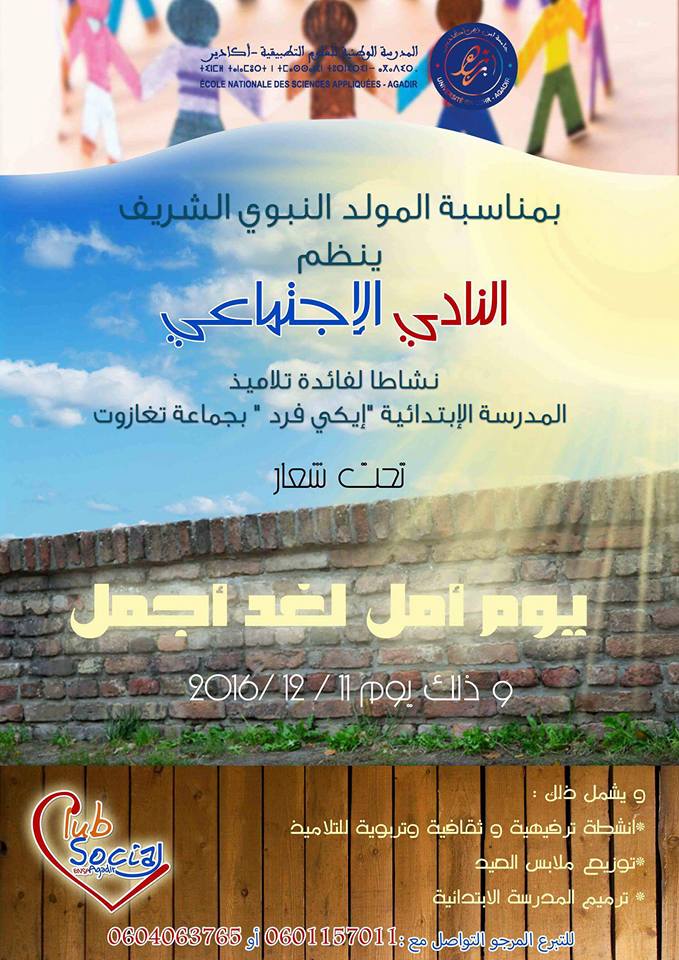 المدرسة الوطنية للعلوم التطبيقية - أكادير
ÉCOLE NATIONALE DES SCIENCES APPLIQUÉES - AGADIR
بمناسبة المولد النبوي الشريف
ينظم
النادي الإجتماعي
نشاطا لفائدة تلاميذ
المدرسة الإبتدائية "إيكي فرد " بجماعة تغازوت
تحت شعار
يوم أمل لغد أجمل
و ذلك يوم 11 / 12 /2016
و يشمل ذلك :
*أنشطة ترفيهية و ثقافية وتربوية للتلاميذ
*توزيع ملابس العيد
* ترميم المدرسة الابتدائية
Club
Social
ENSA Agadir
للتبرع المرجو التواصل مع : 0601157011 أو 0604063765